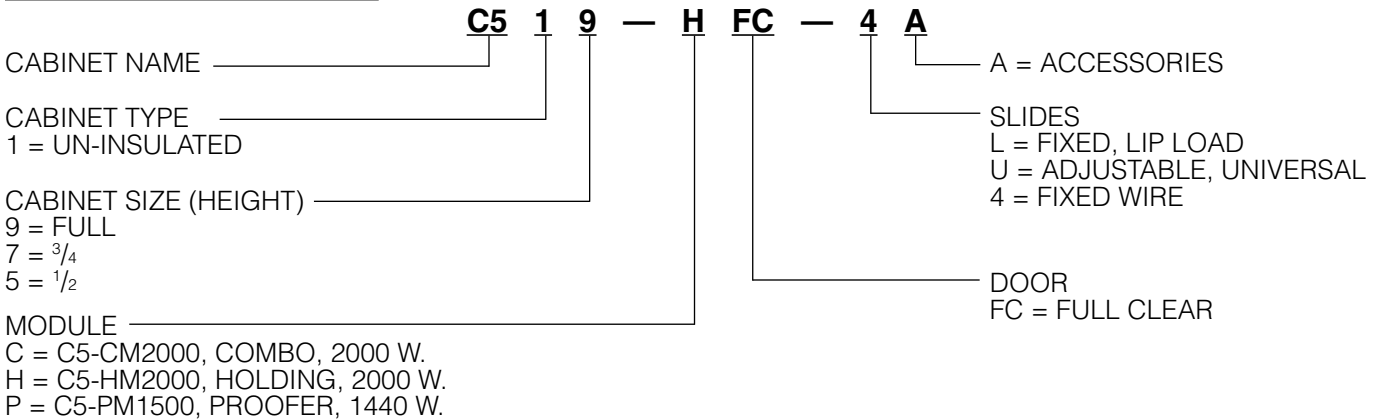 C5 1 9 — H FC — 4 A
CABINET NAME
CABINET TYPE
1 = UN-INSULATED
CABINET SIZE (HEIGHT)
9 = FULL
7 = 3/4
5 = 1/2
MODULE
C = C5-CM2000, COMBO, 2000 W.
H = C5-HM2000, HOLDING, 2000 W.
P = C5-PM1500, PROOFER, 1440 W.
A = ACCESSORIES
SLIDES
L = FIXED, LIP LOAD
U = ADJUSTABLE, UNIVERSAL
4 = FIXED WIRE
DOOR
FC = FULL CLEAR